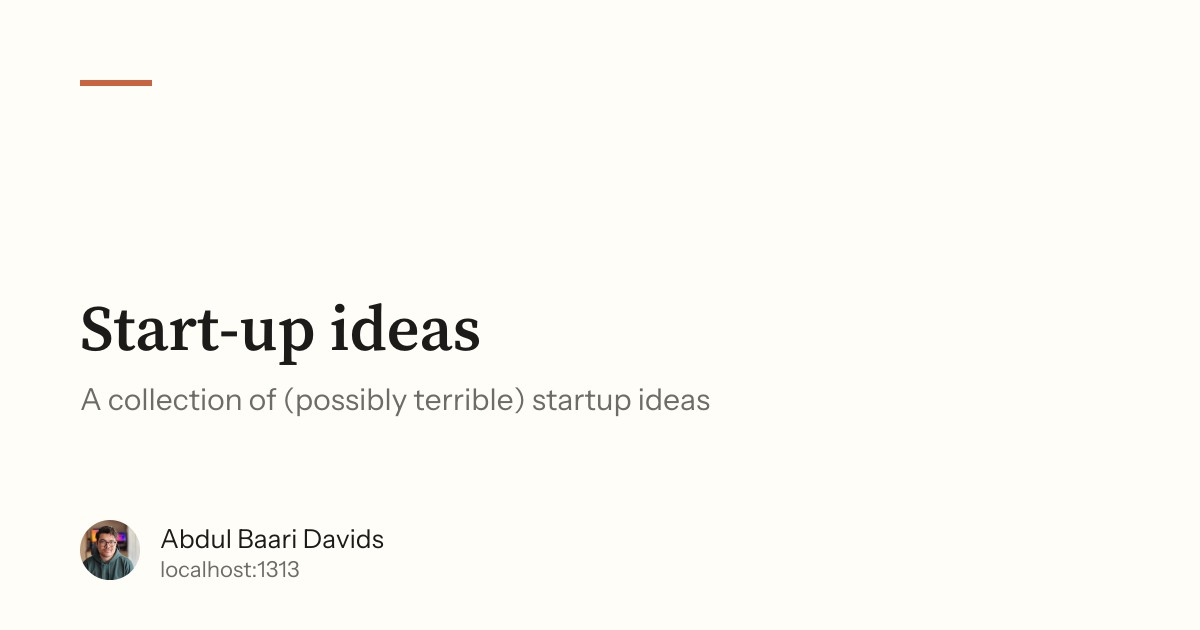 Start-up ideas
A collection of (possibly terrible) startup ideas
Abdul Baari Davids
localhost:1313